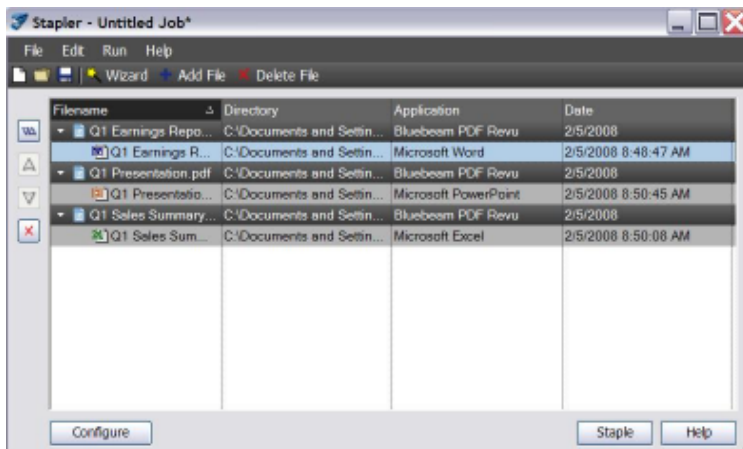 Stapler - Untitled Job*
File Edit Run Help
Wizard Add File Delete File
Filename Directory Application Date
Q1 Earnings Repo... C:\Documents and Settin... Bluebeam PDF Revu 2/5/2008
Q1 Earnings R... C:\Documents and Settin... Microsoft Word 2/5/2008 8:48:47 AM
Q1 Presentation.pdf C:\Documents and Settin... Bluebeam PDF Revu 2/5/2008
Q1 Presentatio... C:\Documents and Settin... Microsoft PowerPoint 2/5/2008 8:50:45 AM
Q1 Sales Summary... C:\Documents and Settin... Bluebeam PDF Revu 2/5/2008
Q1 Sales Sum... C:\Documents and Settin... Microsoft Excel 2/5/2008 8:50:08 AM
Configure Staple Help